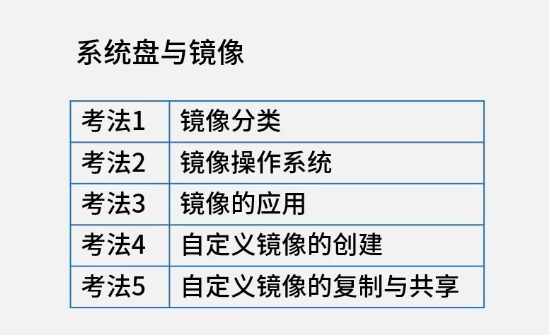 系统盘与镜像
考法1 镜像分类
考法2 镜像操作系统
考法3 镜像的应用
考法4 自定义镜像的创建
考法5 自定义镜像的复制与共享